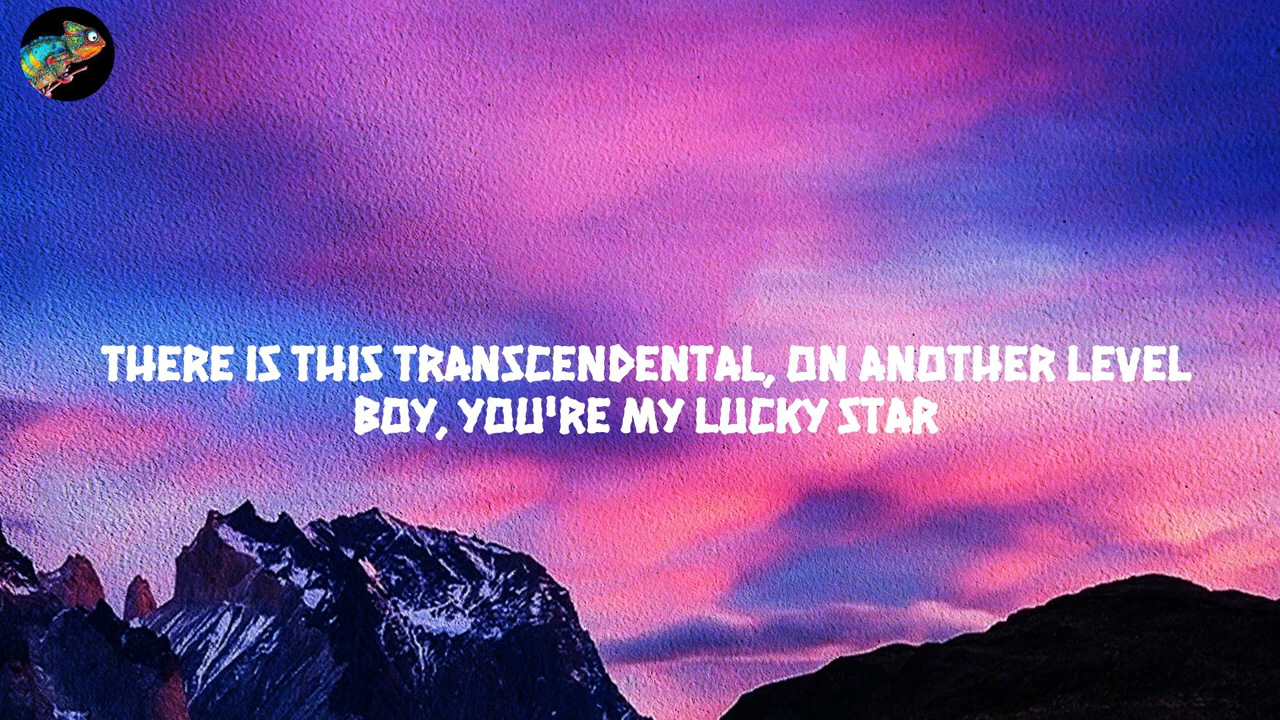 THERE IS THIS TRANSCENDENTAL, ON ANOTHER LEVEL
BOY, YOU'RE MY LUCKY STAR